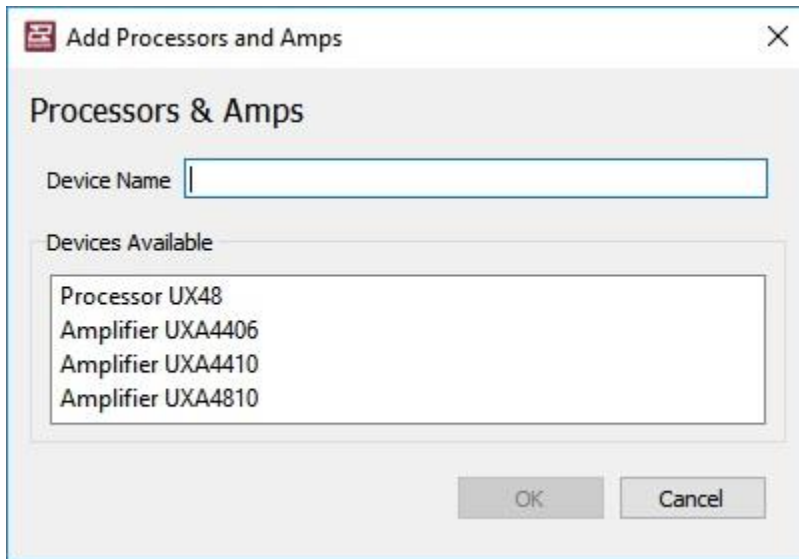 Add Processors and Amps
Processors & Amps
Device Name
Devices Available
Processor UX48
Amplifier UXA4406
Amplifier UXA4410
Amplifier UXA4810
OK
Cancel